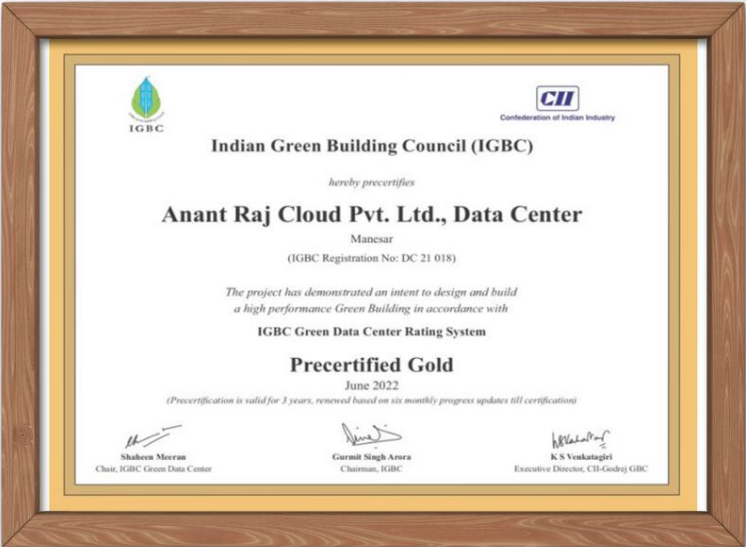 IGBC
CII
Confederation of Indian Industry
Indian Green Building Council (IGBC)
hereby precertifies
Anant Raj Cloud Pvt. Ltd., Data Center
Manesar
(IGBC Registration No: DC 21 018)
The project has demonstrated an intent to design and build
a high performance Green Building in accordance with
IGBC Green Data Center Rating System
Precertified Gold
June 2022
(Precertification is valid for 3 years, renewed based on six monthly progress updates till certification)
Shaheen Meeran
Chair, IGBC Green Data Center
Gurmit Singh Arora
Chairman, IGBC
K S Venkatagiri
Executive Director, CII-Godrej GBC